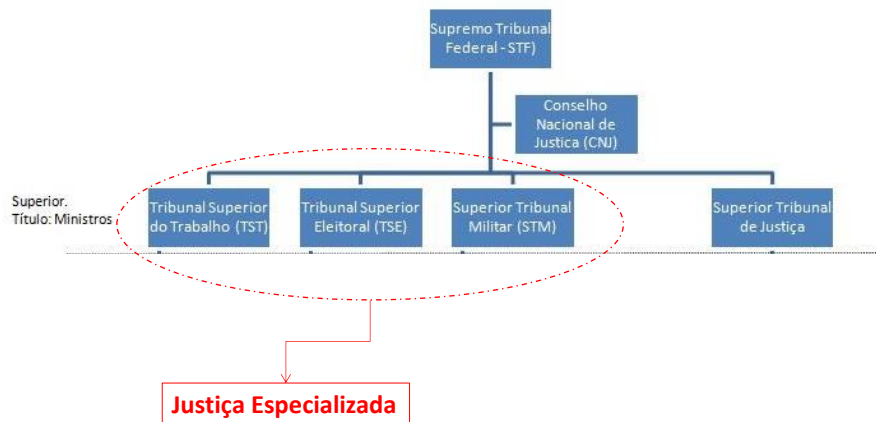 Supremo Tribunal
Federal - STF)
Conselho
Nacional de
Justica (CNJ)
Superior.
Título: Ministros
Tribunal Superior
do Trabalho (TST)
Tribunal Superior
Eleitoral (TSE)
Superior Tribunal
Militar (STM)
Superior Tribunal
de Justiça
Justiça Especializada